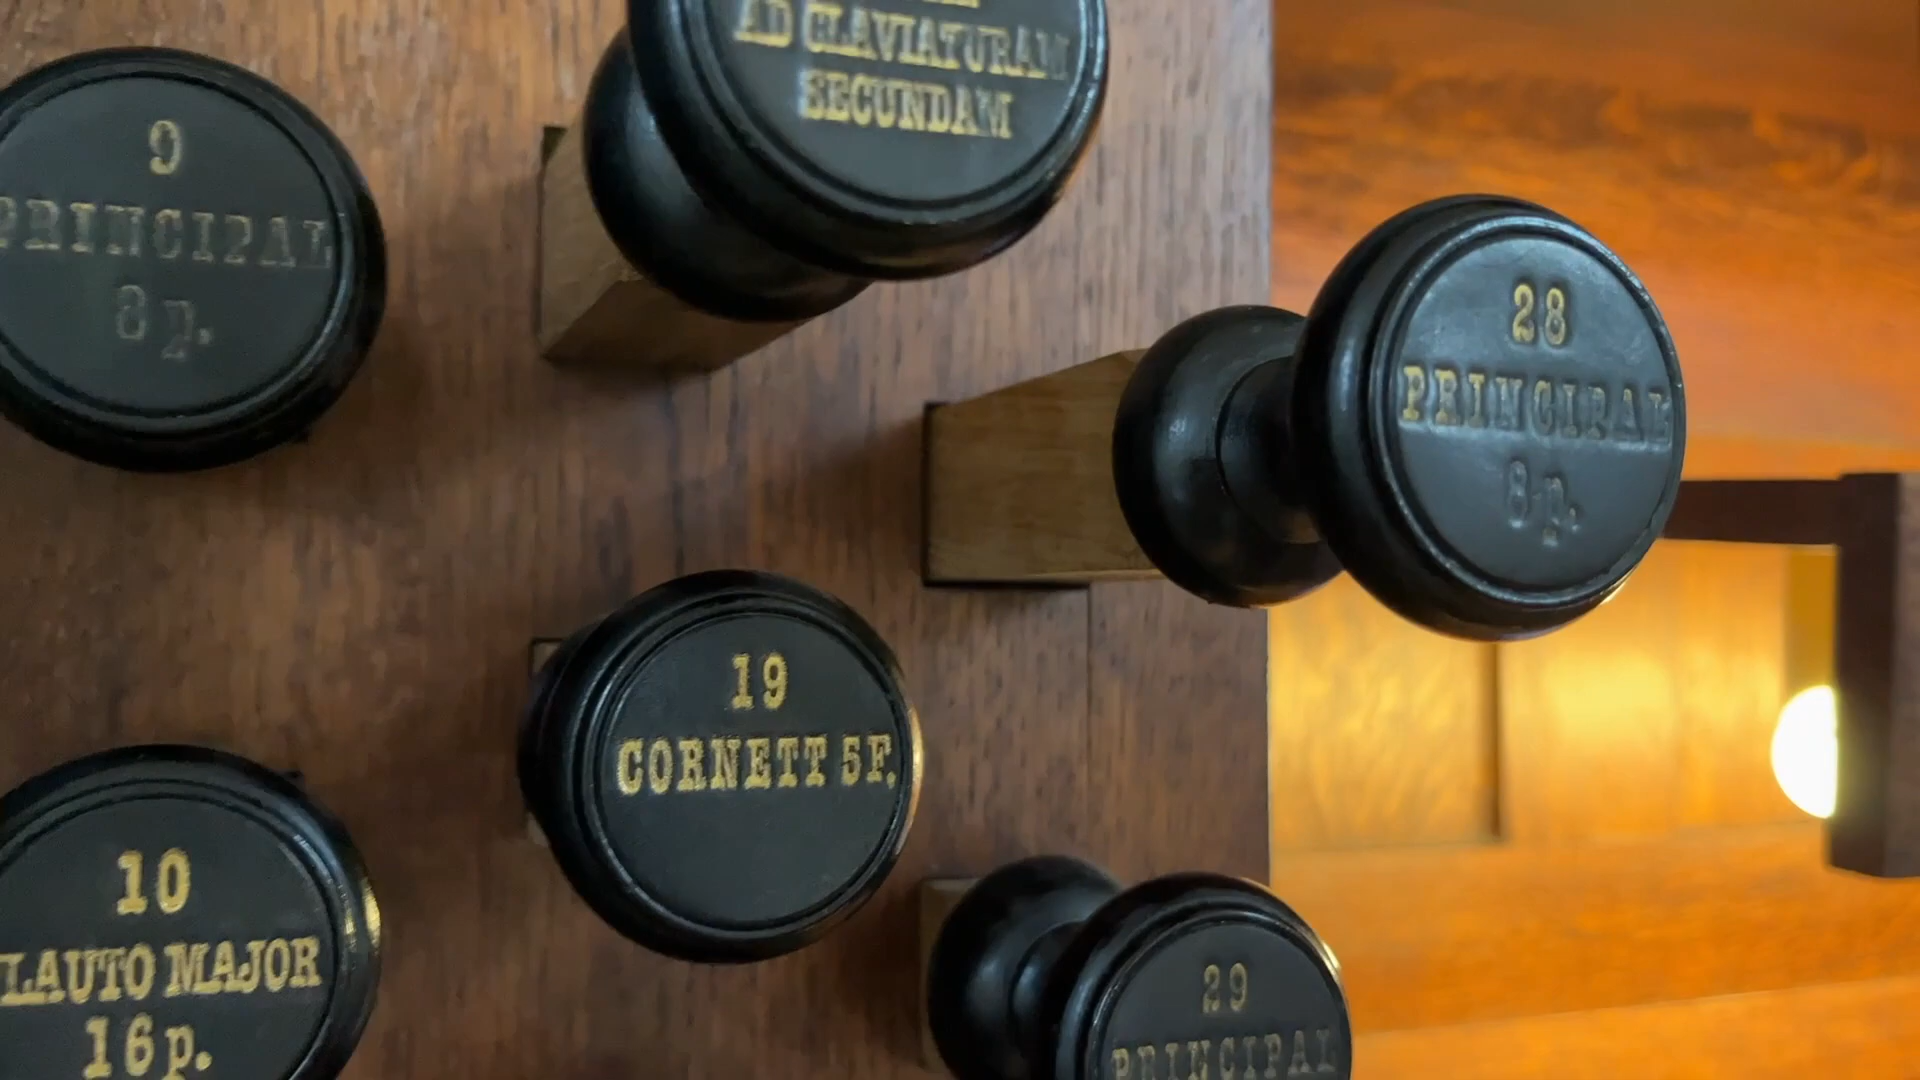 9
PRINCIPAL
8 p.
AD CLAVIATURAM
SECUNDAM
28
PRINCIPAL
8 p.
19
CORNETT 5F.
10
LAUTO MAJOR
16 p.
29
PRINCIPAL